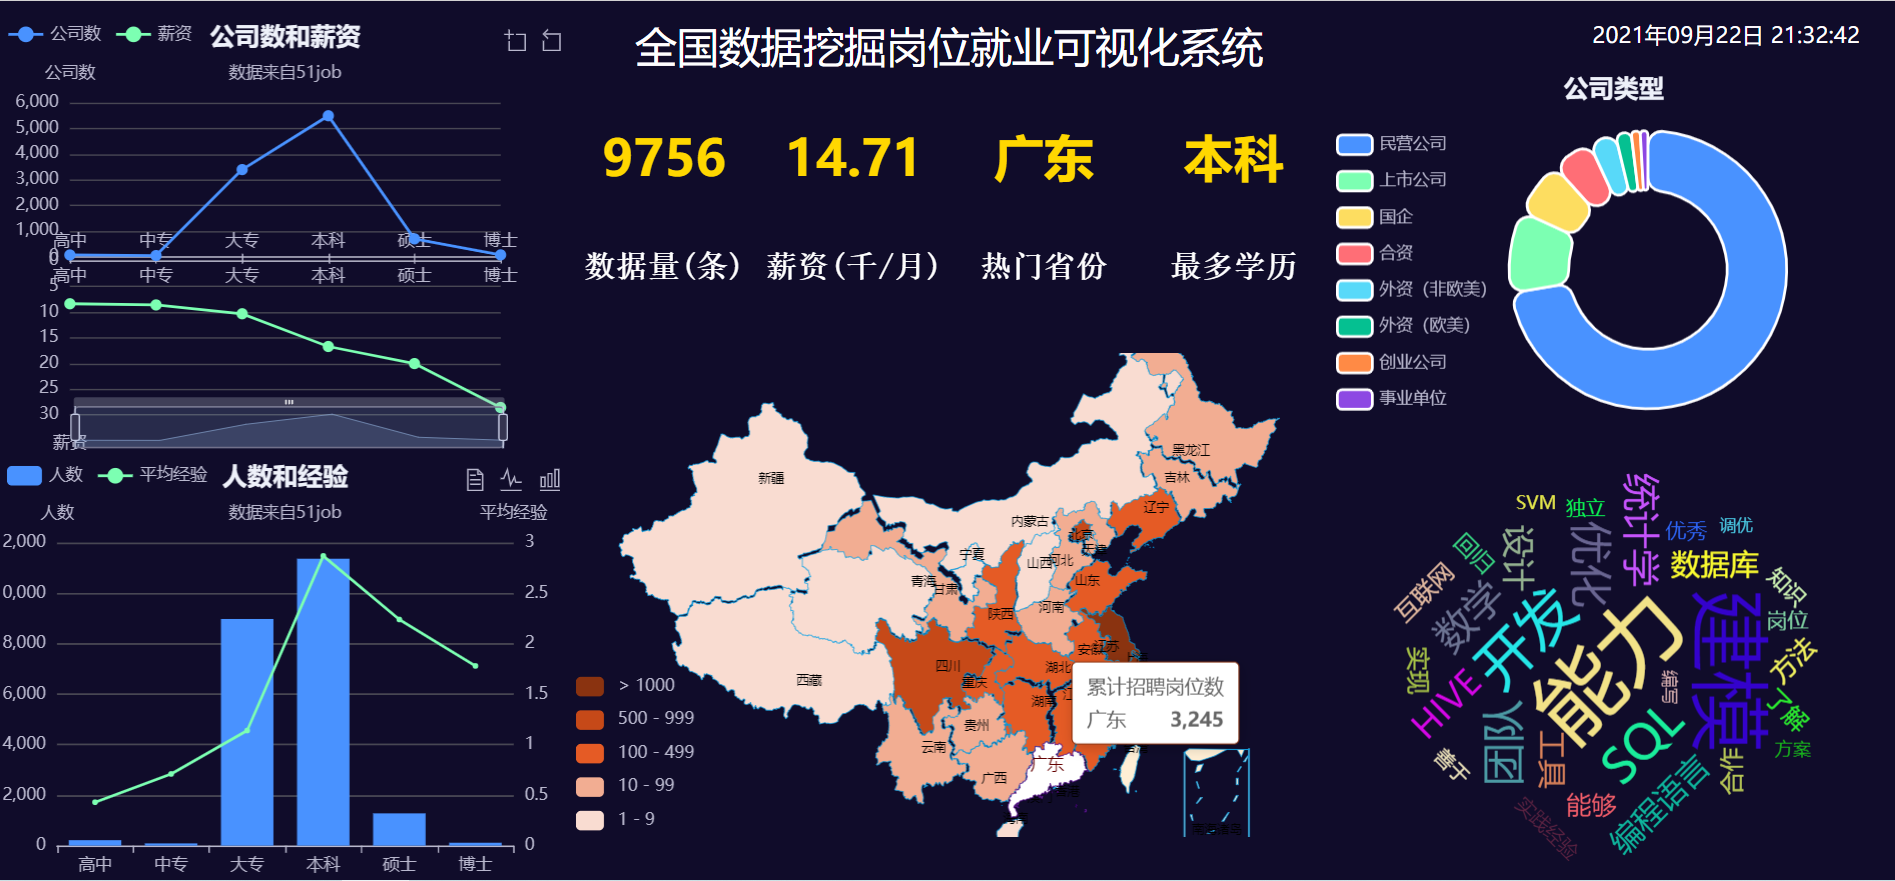 公司数 薪资 公司数和薪资
公司数 数据来自51job
6,000
5,000
4,000
3,000
2,000
1,000
0
高中 中专 大专 本科 硕士 博士
高中 中专 大专 本科 硕士 博士
5
10
15
20
25
30
薪资
人数 平均经验 人数和经验
人数 数据来自51job 平均经验
2,000 3
0,000 2.5
8,000 2
6,000 1.5
4,000 1
2,000 0.5
0 0
高中 中专 大专 本科 硕士 博士
全国数据挖掘岗位就业可视化系统
9756 14.71 广东 本科
数据量(条) 薪资(千/月) 热门省份 最多学历
黑龙江
吉林
辽宁
新疆
内蒙古
北京
天津
宁夏
山西
河北
青海
甘肃
山东
陕西
河南
安徽
江苏
四川
重庆
湖北
西藏
湖南
贵州
云南
广西
广东
香港
海南
南海诸岛
累计招聘岗位数
广东 3,245
> 1000
500 - 999
100 - 499
10 - 99
1 - 9
2021年09月22日 21:32:42
公司类型
民营公司
上市公司
国企
合资
外资（非欧美）
外资（欧美）
创业公司
事业单位
SVM
独立
统计学
优秀
调优
回归
设计
优化
数据库
知识
互联网
数学
开发
能力
建模
岗位
方法
实现
HIVE
编写
了解
团队
SQL
方案
工具
合作
能够
编程语言
实践经验